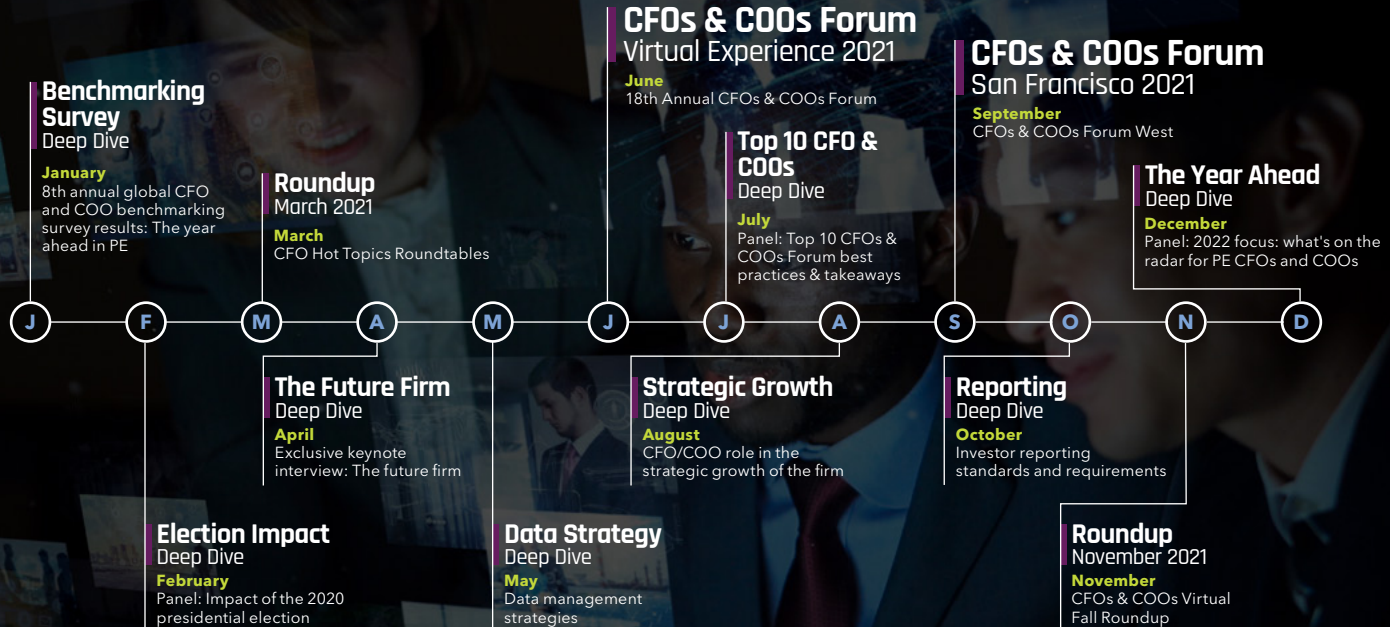 CFOs & COOs Forum
Virtual Experience 2021
June
18th Annual CFOs & COOs Forum
CFOs & COOs Forum
San Francisco 2021
September
CFOs & COOs Forum West
Benchmarking
Survey
Deep Dive
January
8th annual global CFO
and COO benchmarking
survey results: The year
ahead in PE
Roundup
March 2021
March
CFO Hot Topics Roundtables
Top 10 CFO &
COOs
Deep Dive
July
Panel: Top 10 CFOs &
COOs Forum best
practices & takeaways
The Year Ahead
Deep Dive
December
Panel: 2022 focus: what's on the
radar for PE CFOs and COOs
J F M A M J J A S O N D
The Future Firm
Deep Dive
April
Exclusive keynote
interview: The future firm
Strategic Growth
Deep Dive
August
CFO/COO role in the
strategic growth of the firm
Reporting
Deep Dive
October
Investor reporting
standards and requirements
Election Impact
Deep Dive
February
Panel: Impact of the 2020
presidential election
Data Strategy
Deep Dive
May
Data management
strategies
Roundup
November 2021
November
CFOs & COOs Virtual
Fall Roundup